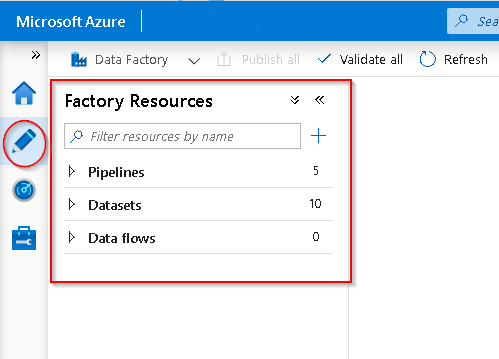 Microsoft Azure
Sea
»
Data Factory
Publish all
Validate all
Refresh
Factory Resources
«
Filter resources by name
+
Pipelines 5
Datasets 10
Data flows 0